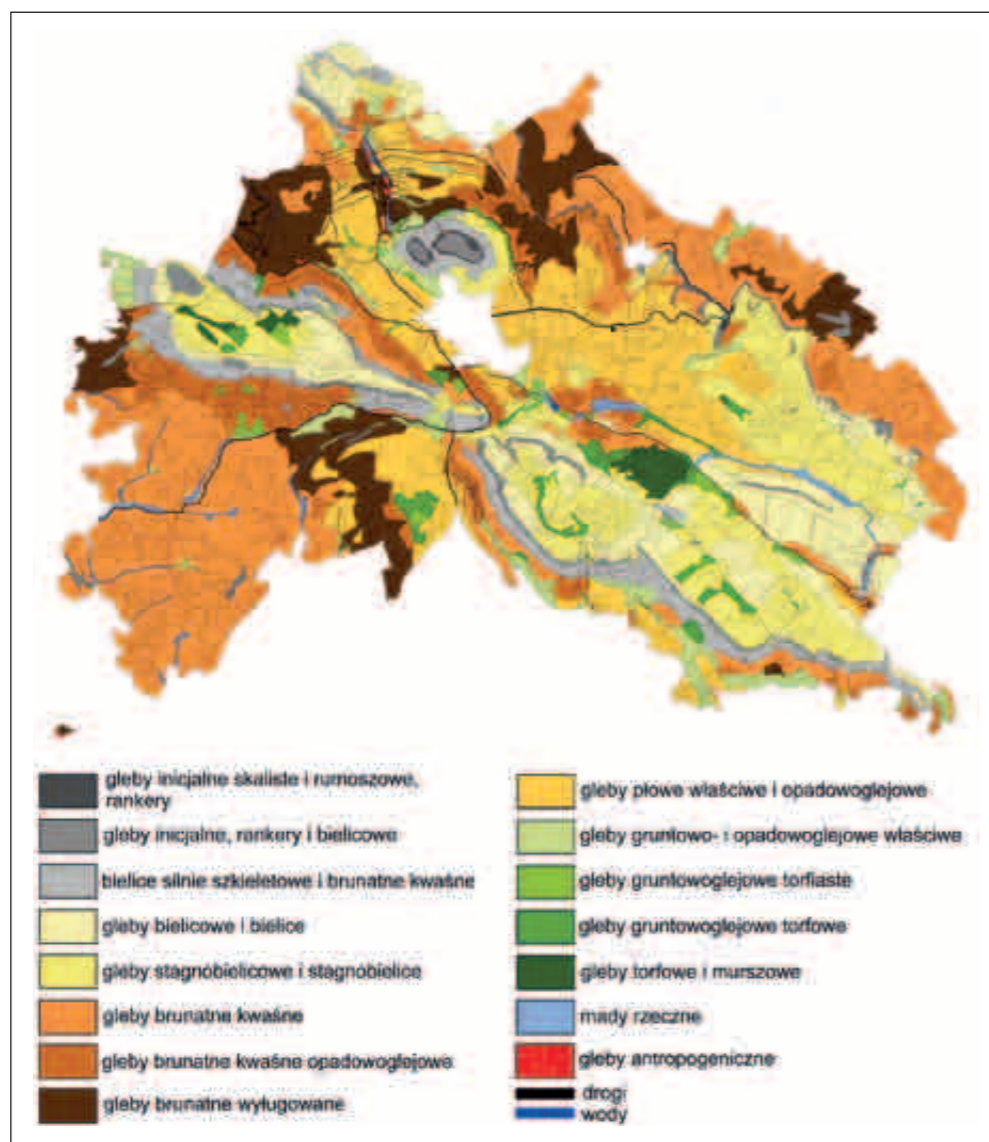 gleby inicjalne skaliste i rumoszowe,
rankery
gleby inicjalne, rankery i bielicowe
bielice silnie szkieletowe i brunatne kwaśne
gleby bielicowe i bielice
gleby stagnobielicowe i stagnobielice
gleby brunatne kwaśne
gleby brunatne kwaśne opadowoglejowe
gleby brunatne wyługowane
gleby płowe właściwe i opadowoglejowe
gleby gruntowo- i opadowoglejowe właściwe
gleby gruntowoglejowe torfiaste
gleby gruntowoglejowe torfowe
gleby torfowe i murszowe
mady rzeczne
gleby antropogeniczne
drogi
wody